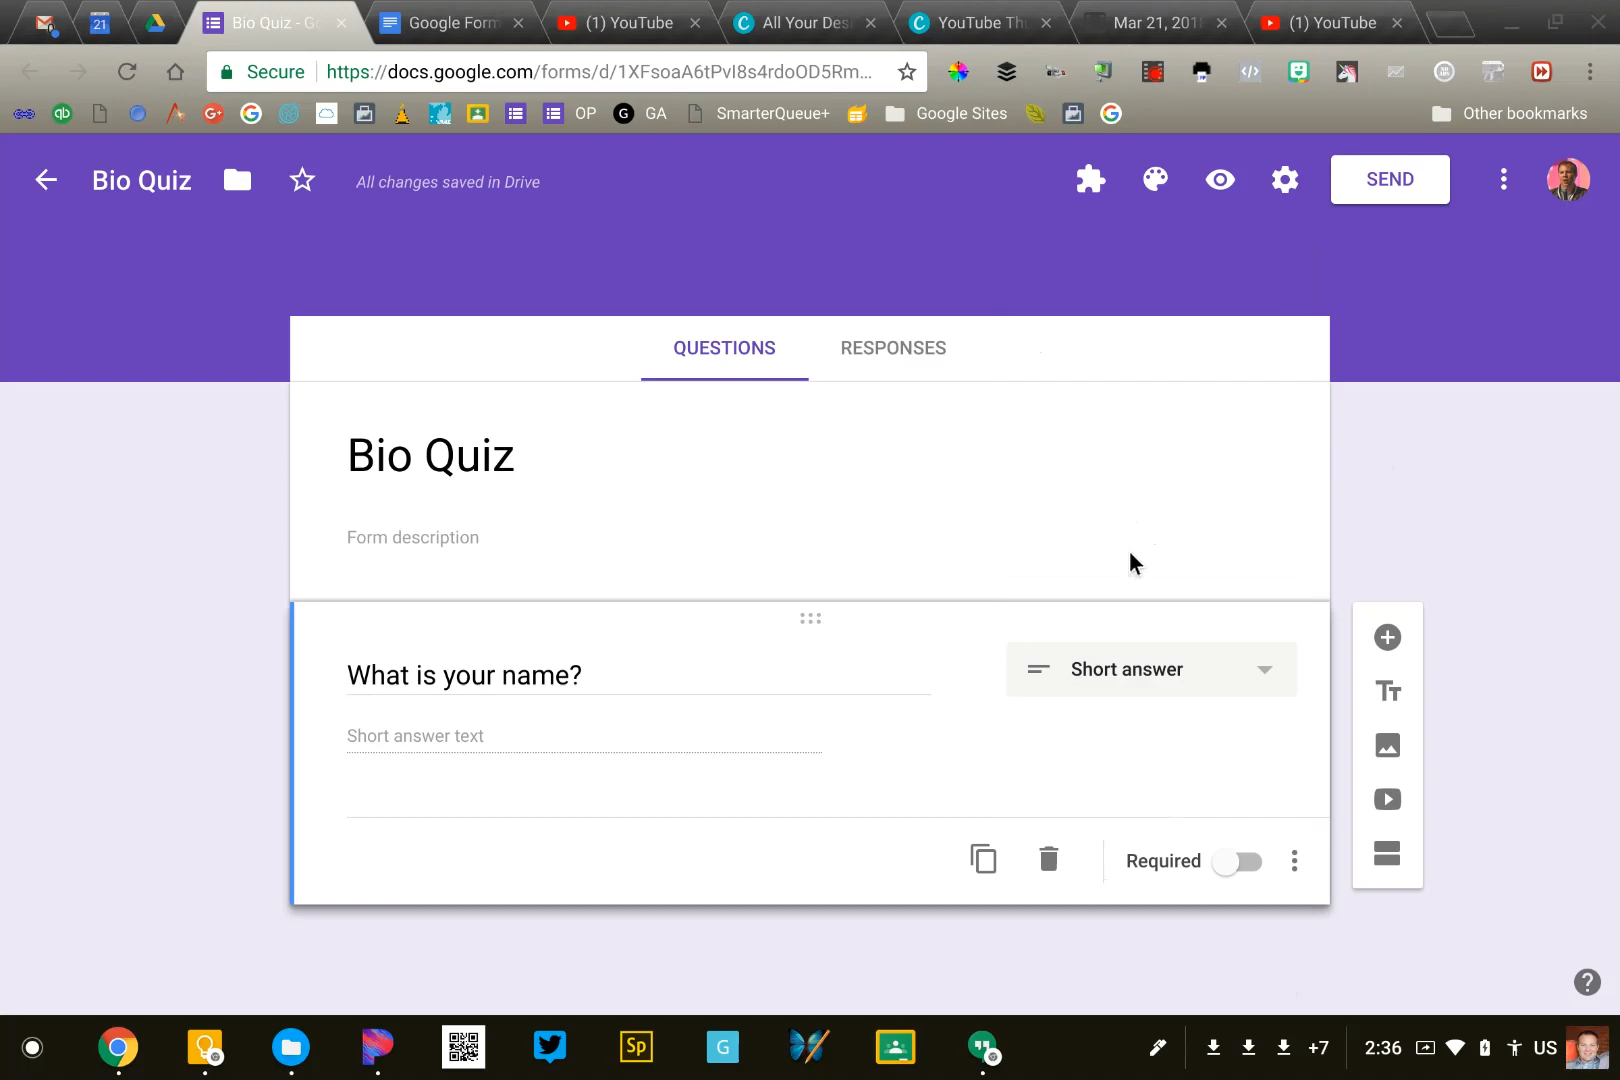 21
Bio Quiz - G
Google Form
(1) YouTube
All Your Des
YouTube Th
Mar 21, 201
(1) YouTube
Secure
https://docs.google.com/forms/d/1XFsoaA6tPvI8s4rdoOD5Rm...
qb
OP
G
GA
SmarterQueue+
Google Sites
Other bookmarks
Bio Quiz
All changes saved in Drive
SEND
QUESTIONS
RESPONSES
Bio Quiz
Form description
What is your name?
Short answer
Short answer text
Required
Sp
G
+7
2:36
US